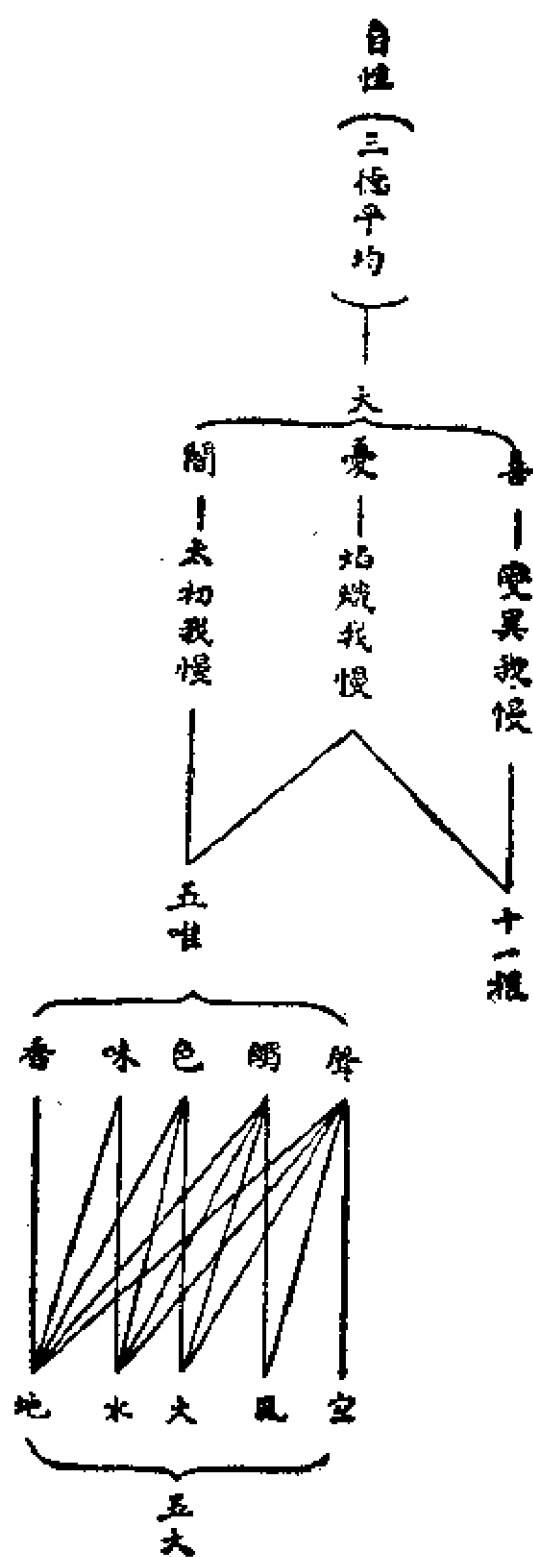 自性(三德平均)
大
喜
憂
闇
變異我慢
焰熾我慢
太初我慢
十一根
五唯
聲
觸
色
味
香
空
風
火
水
地
五大